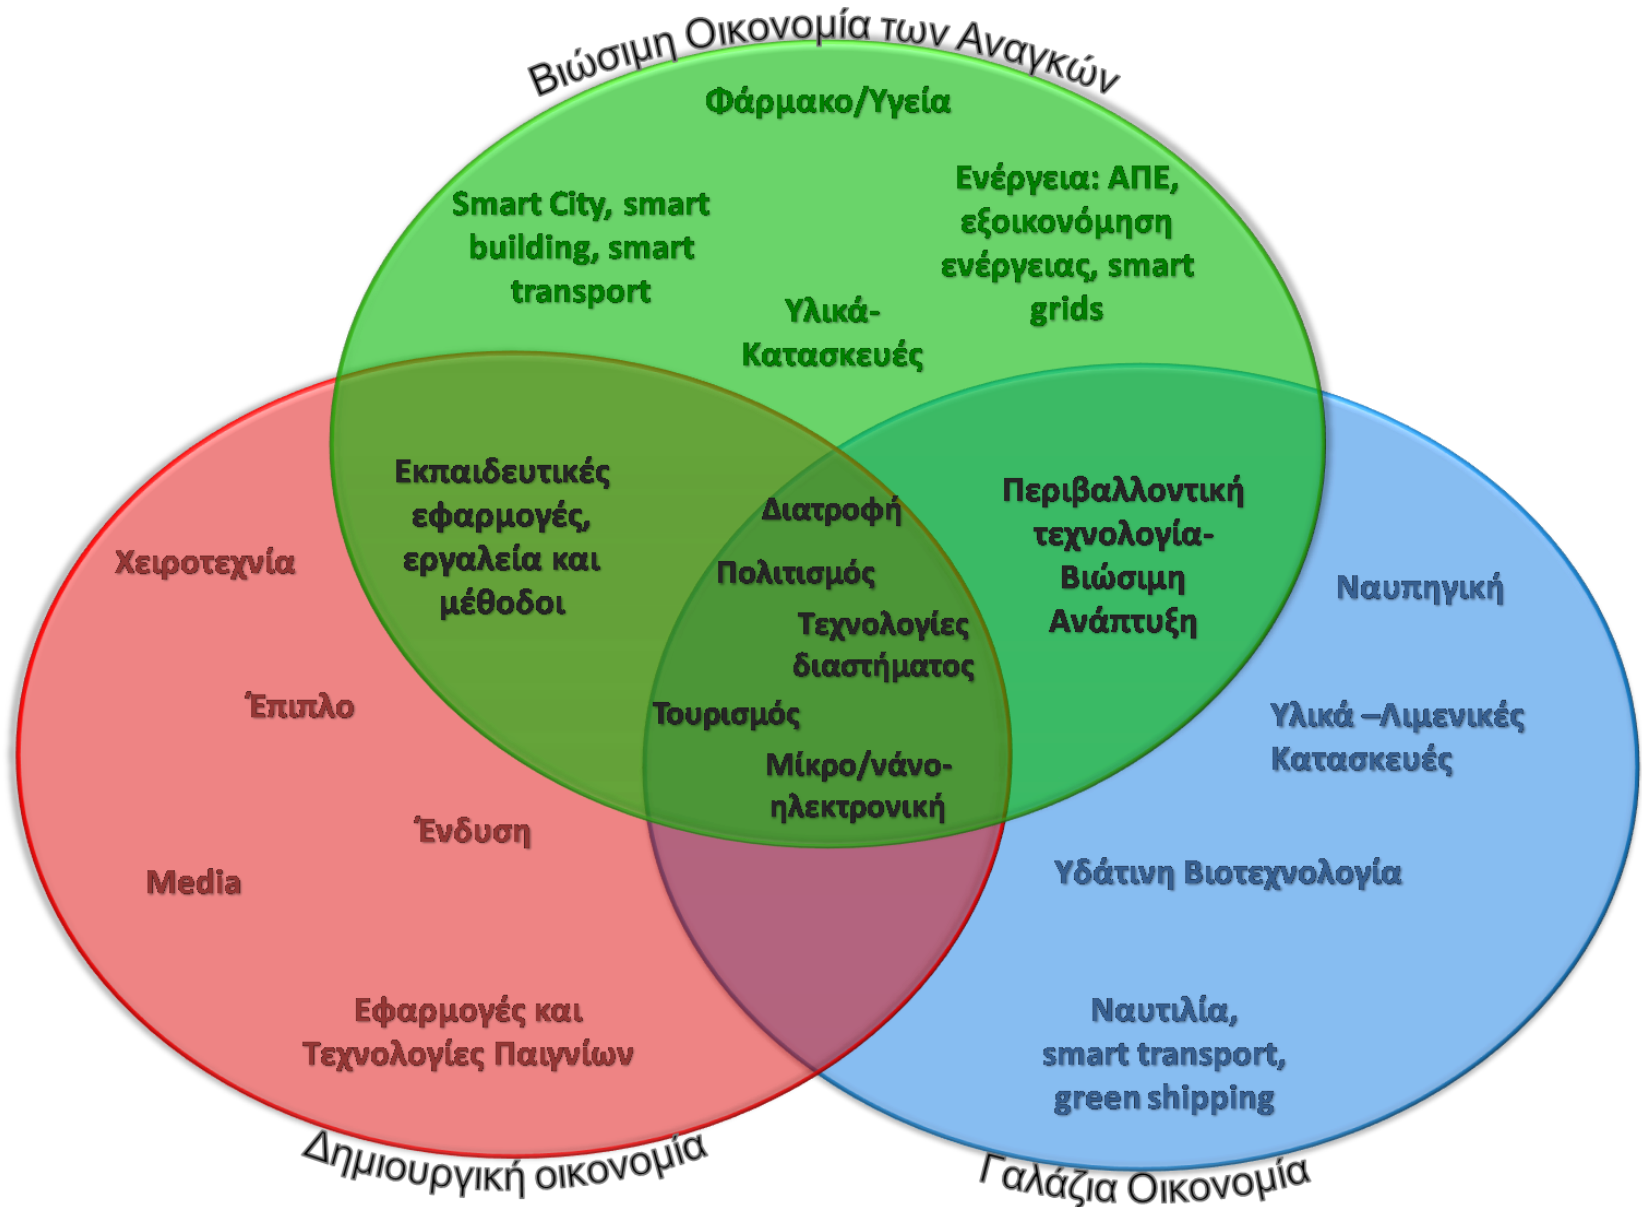 Βιώσιμη Οικονομία των Αναγκών
Φάρμακο/Υγεία
Smart City, smart
building, smart
transport
Ενέργεια: ΑΠΕ,
εξοικονόμηση
ενέργειας, smart
grids
Υλικά-
Κατασκευές
Εκπαιδευτικές
εφαρμογές,
εργαλεία και
μέθοδοι
Διατροφή
Πολιτισμός
Τεχνολογίες
διαστήματος
Τουρισμός
Μίκρο/νάνο-
ηλεκτρονική
Περιβαλλοντική
τεχνολογία-
Βιώσιμη
Ανάπτυξη
Χειροτεχνία
Έπιπλο
Ένδυση
Media
Εφαρμογές και
Τεχνολογίες Παιγνίων
Ναυπηγική
Υλικά –Λιμενικές
Κατασκευές
Υδάτινη Βιοτεχνολογία
Ναυτιλία,
smart transport,
green shipping
Δημιουργική οικονομία
Γαλάζια Οικονομία